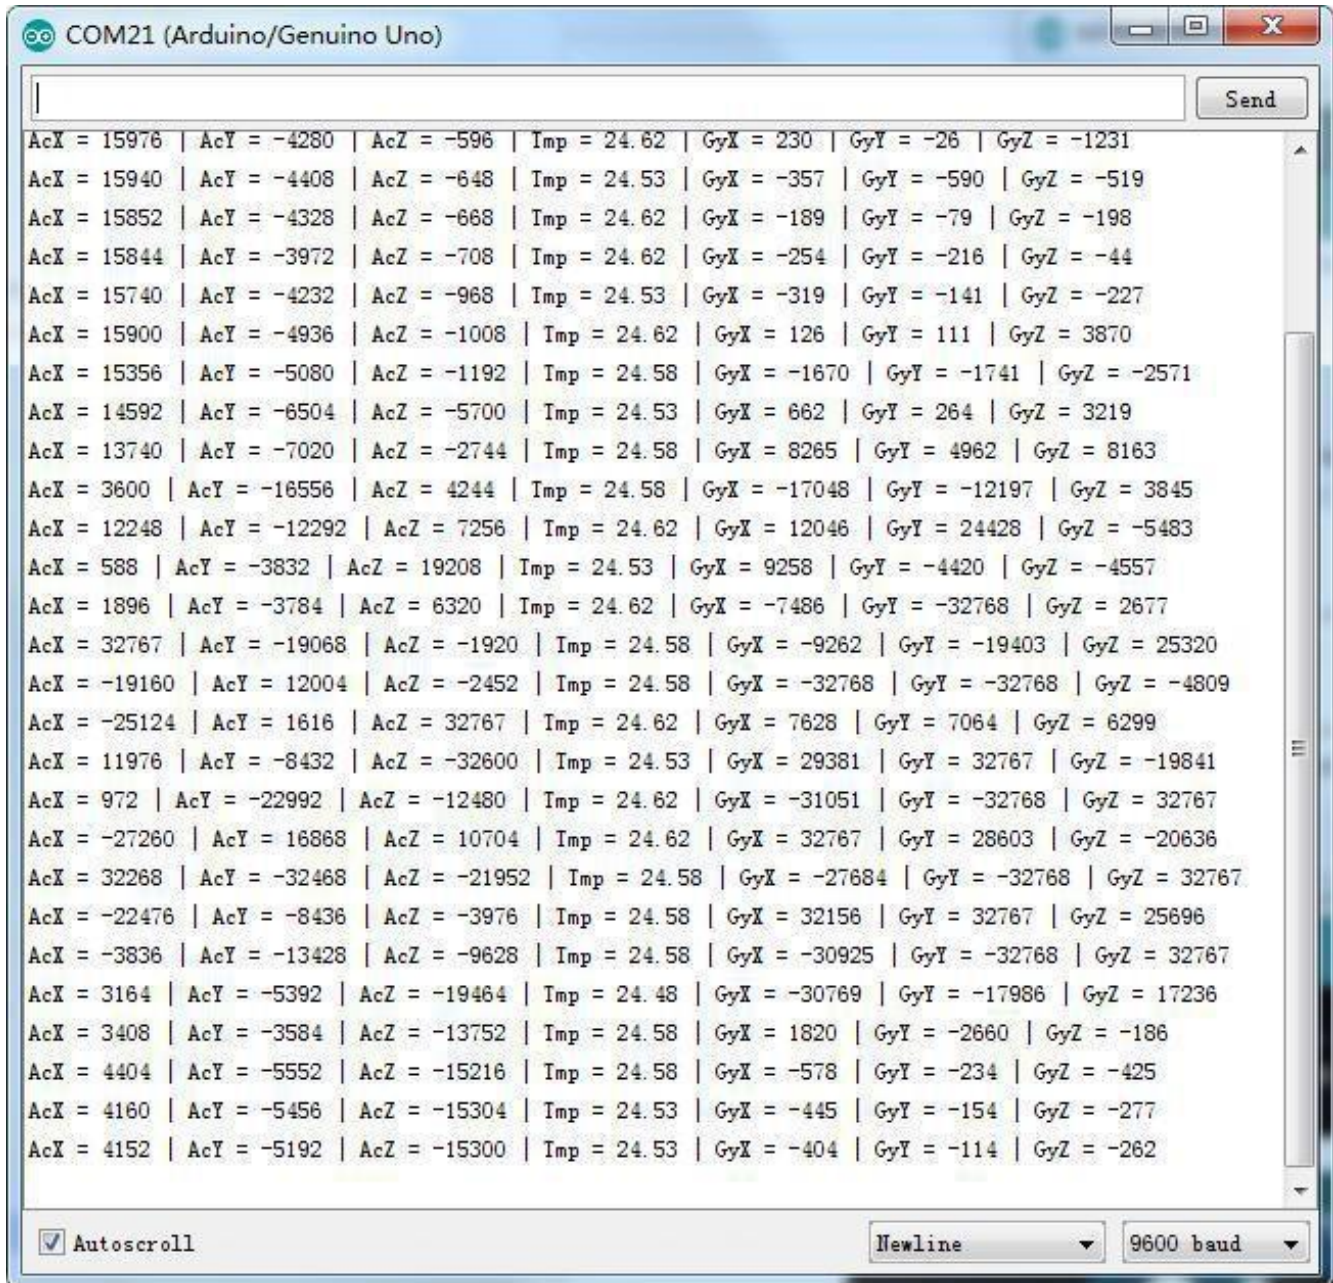 COM21 (Arduino/Genuino Uno)
Send
AcX = 15976 | AcY = -4280 | AcZ = -596 | Tmp = 24.62 | GyX = 230 | GyY = -26 | GyZ = -1231
AcX = 15940 | AcY = -4408 | AcZ = -648 | Tmp = 24.53 | GyX = -357 | GyY = -590 | GyZ = -519
AcX = 15852 | AcY = -4328 | AcZ = -668 | Tmp = 24.62 | GyX = -189 | GyY = -79 | GyZ = -198
AcX = 15844 | AcY = -3972 | AcZ = -708 | Tmp = 24.62 | GyX = -254 | GyY = -216 | GyZ = -44
AcX = 15740 | AcY = -4232 | AcZ = -968 | Tmp = 24.53 | GyX = -319 | GyY = -141 | GyZ = -227
AcX = 15900 | AcY = -4936 | AcZ = -1008 | Tmp = 24.62 | GyX = 126 | GyY = 111 | GyZ = 3870
AcX = 15356 | AcY = -5080 | AcZ = -1192 | Tmp = 24.58 | GyX = -1670 | GyY = -1741 | GyZ = -2571
AcX = 14592 | AcY = -6504 | AcZ = -5700 | Tmp = 24.53 | GyX = 662 | GyY = 264 | GyZ = 3219
AcX = 13740 | AcY = -7020 | AcZ = -2744 | Tmp = 24.58 | GyX = 8265 | GyY = 4962 | GyZ = 8163
AcX = 3600 | AcY = -16556 | AcZ = 4244 | Tmp = 24.58 | GyX = -17048 | GyY = -12197 | GyZ = 3845
AcX = 12248 | AcY = -12292 | AcZ = 7256 | Tmp = 24.62 | GyX = 12046 | GyY = 24428 | GyZ = -5483
AcX = 588 | AcY = -3832 | AcZ = 19208 | Tmp = 24.53 | GyX = 9258 | GyY = -4420 | GyZ = -4557
AcX = 1896 | AcY = -3784 | AcZ = 6320 | Tmp = 24.62 | GyX = -7486 | GyY = -32768 | GyZ = 2677
AcX = 32767 | AcY = -19068 | AcZ = -1920 | Tmp = 24.58 | GyX = -9262 | GyY = -19403 | GyZ = 25320
AcX = -19160 | AcY = 12004 | AcZ = -2452 | Tmp = 24.58 | GyX = -32768 | GyY = -32768 | GyZ = -4809
AcX = -25124 | AcY = 1616 | AcZ = 32767 | Tmp = 24.62 | GyX = 7628 | GyY = 7064 | GyZ = 6299
AcX = 11976 | AcY = -8432 | AcZ = -32600 | Tmp = 24.53 | GyX = 29381 | GyY = 32767 | GyZ = -19841
AcX = 972 | AcY = -22992 | AcZ = -12480 | Tmp = 24.62 | GyX = -31051 | GyY = -32768 | GyZ = 32767
AcX = -27260 | AcY = 16868 | AcZ = 10704 | Tmp = 24.62 | GyX = 32767 | GyY = 28603 | GyZ = -20636
AcX = 32268 | AcY = -32468 | AcZ = -21952 | Tmp = 24.58 | GyX = -27684 | GyY = -32768 | GyZ = 32767
AcX = -22476 | AcY = -8436 | AcZ = -3976 | Tmp = 24.58 | GyX = 32156 | GyY = 32767 | GyZ = 25696
AcX = -3836 | AcY = -13428 | AcZ = -9628 | Tmp = 24.58 | GyX = -30925 | GyY = -32768 | GyZ = 32767
AcX = 3164 | AcY = -5392 | AcZ = -19464 | Tmp = 24.48 | GyX = -30769 | GyY = -17986 | GyZ = 17236
AcX = 3408 | AcY = -3584 | AcZ = -13752 | Tmp = 24.58 | GyX = 1820 | GyY = -2660 | GyZ = -186
AcX = 4404 | AcY = -5552 | AcZ = -15216 | Tmp = 24.58 | GyX = -578 | GyY = -234 | GyZ = -425
AcX = 4160 | AcY = -5456 | AcZ = -15304 | Tmp = 24.53 | GyX = -445 | GyY = -154 | GyZ = -277
AcX = 4152 | AcY = -5192 | AcZ = -15300 | Tmp = 24.53 | GyX = -404 | GyY = -114 | GyZ = -262
Autoscroll Newline 9600 baud